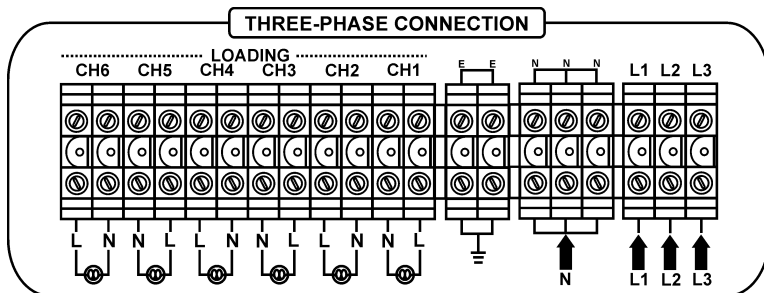 THREE-PHASE CONNECTION
LOADING
CH6 CH5 CH4 CH3 CH2 CH1 E E N N N L1 L2 L3
L N N L L N N L L N N L
N L1 L2 L3